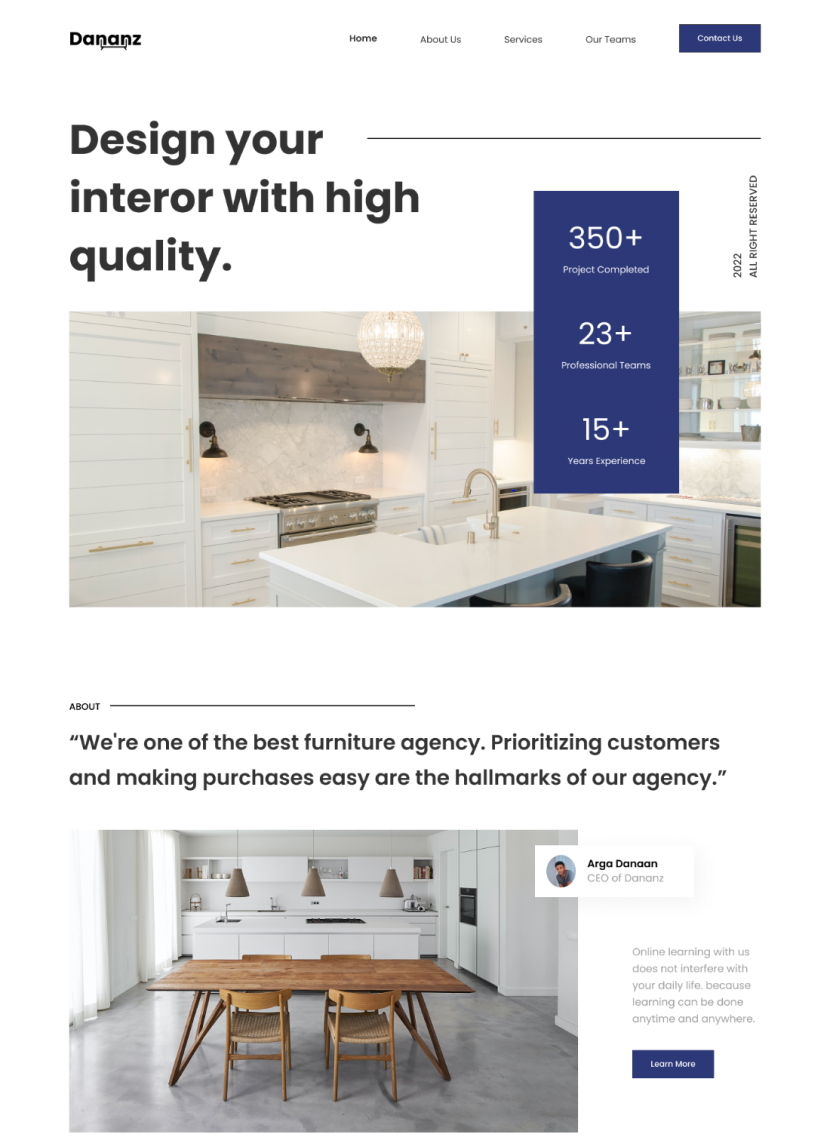 Dananz
Home
About Us
Services
Our Teams
Contact Us
Design your
interor with high
quality.
350+
Project Completed
23+
Professional Teams
15+
Years Experience
2022
ALL RIGHT RESERVED
ABOUT
“We're one of the best furniture agency. Prioritizing customers
and making purchases easy are the hallmarks of our agency.”
Arga Danaan
CEO of Dananz
Online learning with us
does not interfere with
your daily life. because
learning can be done
anytime and anywhere.
Learn More